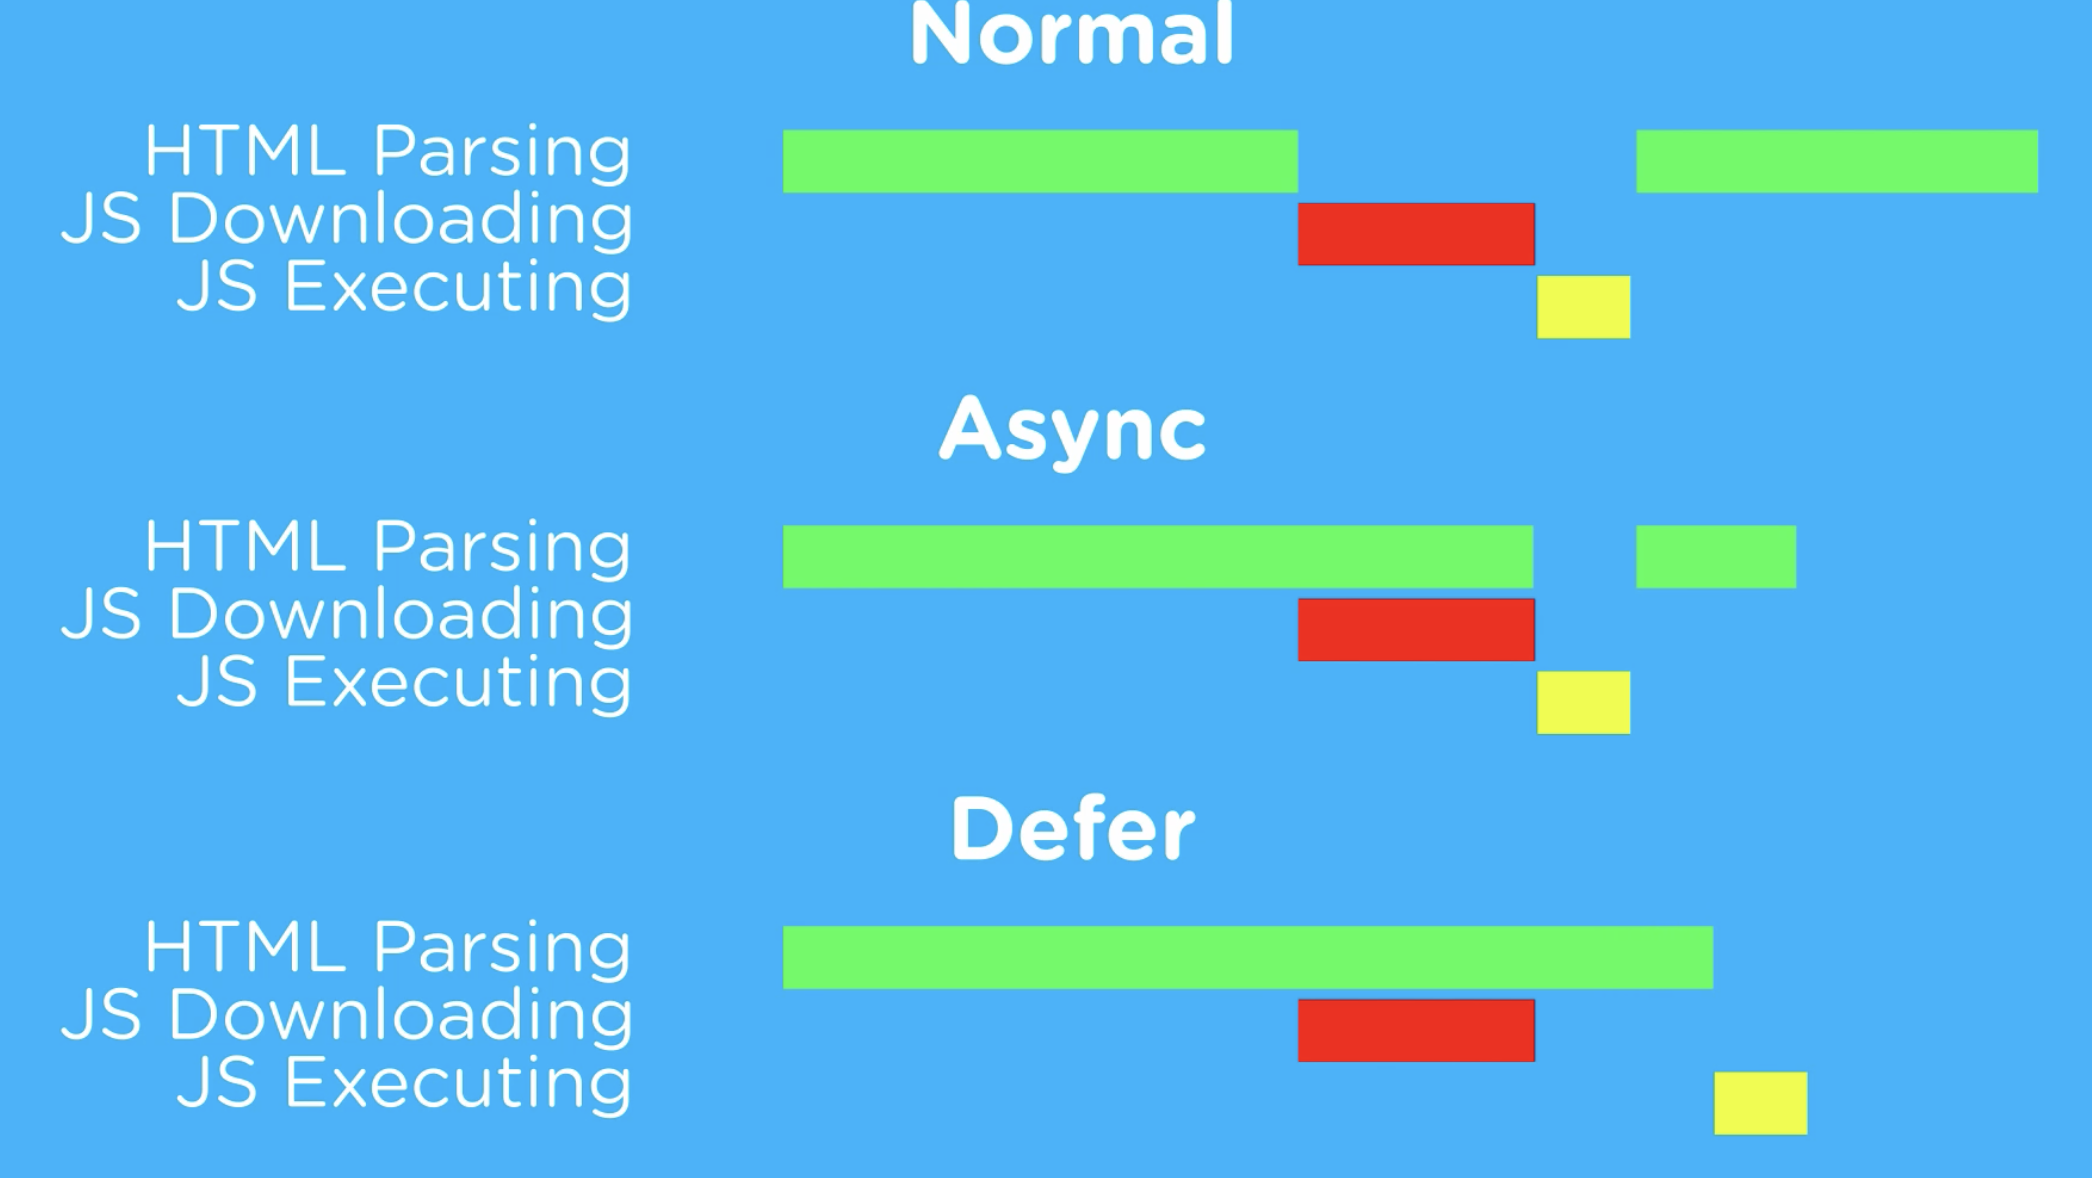 Normal
HTML Parsing
JS Downloading
JS Executing
Async
HTML Parsing
JS Downloading
JS Executing
Defer
HTML Parsing
JS Downloading
JS Executing